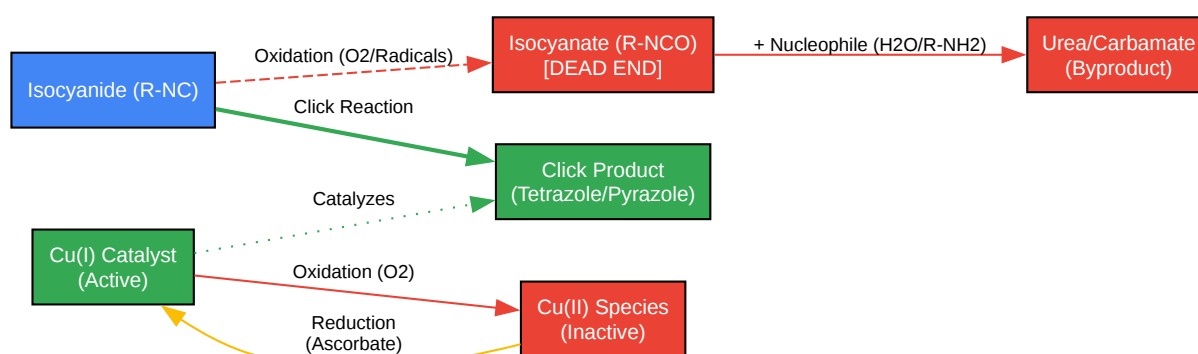 Isocyanide (R-NC)
Oxidation (O2/Radicals)
Isocyanate (R-NCO)
[DEAD END]
+ Nucleophile (H2O/R-NH2)
Urea/Carbamate
(Byproduct)
Click Reaction
Click Product
(Tetrazole/Pyrazole)
Catalyzes
Cu(I) Catalyst
(Active)
Oxidation (O2)
Cu(II) Species
(Inactive)
Reduction
(Ascorbate)